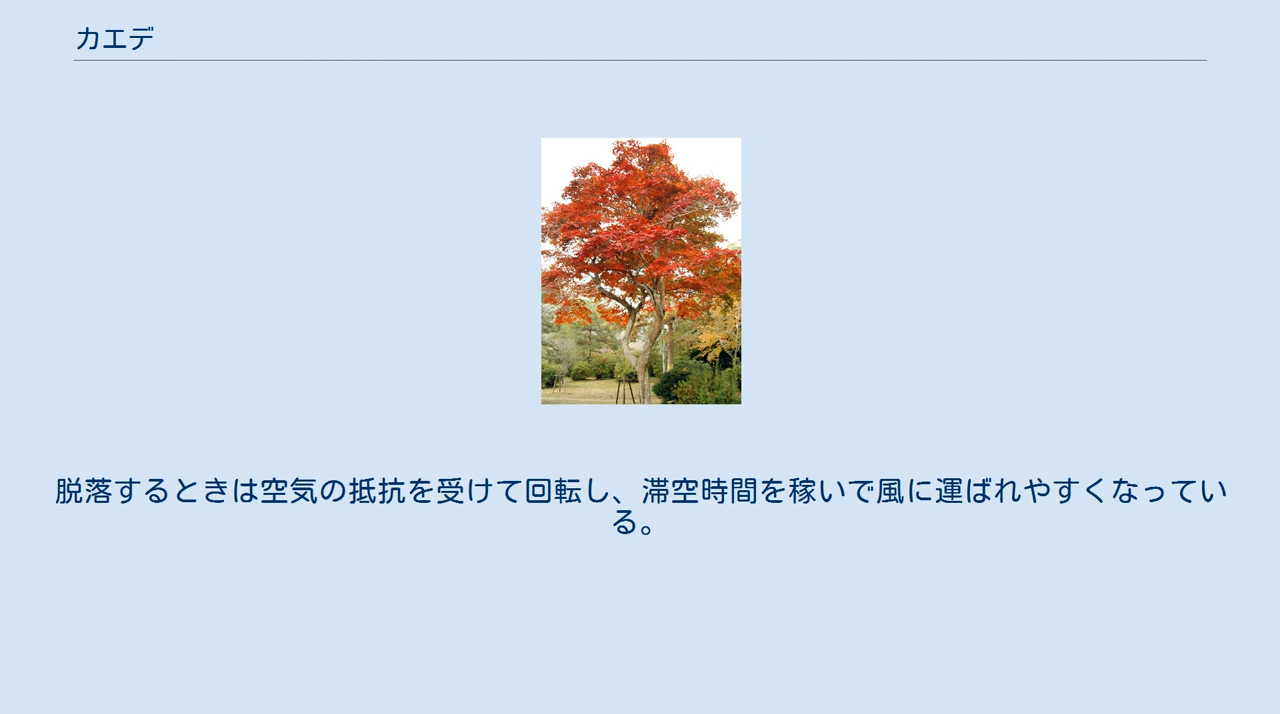 カエデ
脱落するときは空気の抵抗を受けて回転し、滞空時間を稼いで風に運ばれやすくなってい
る。